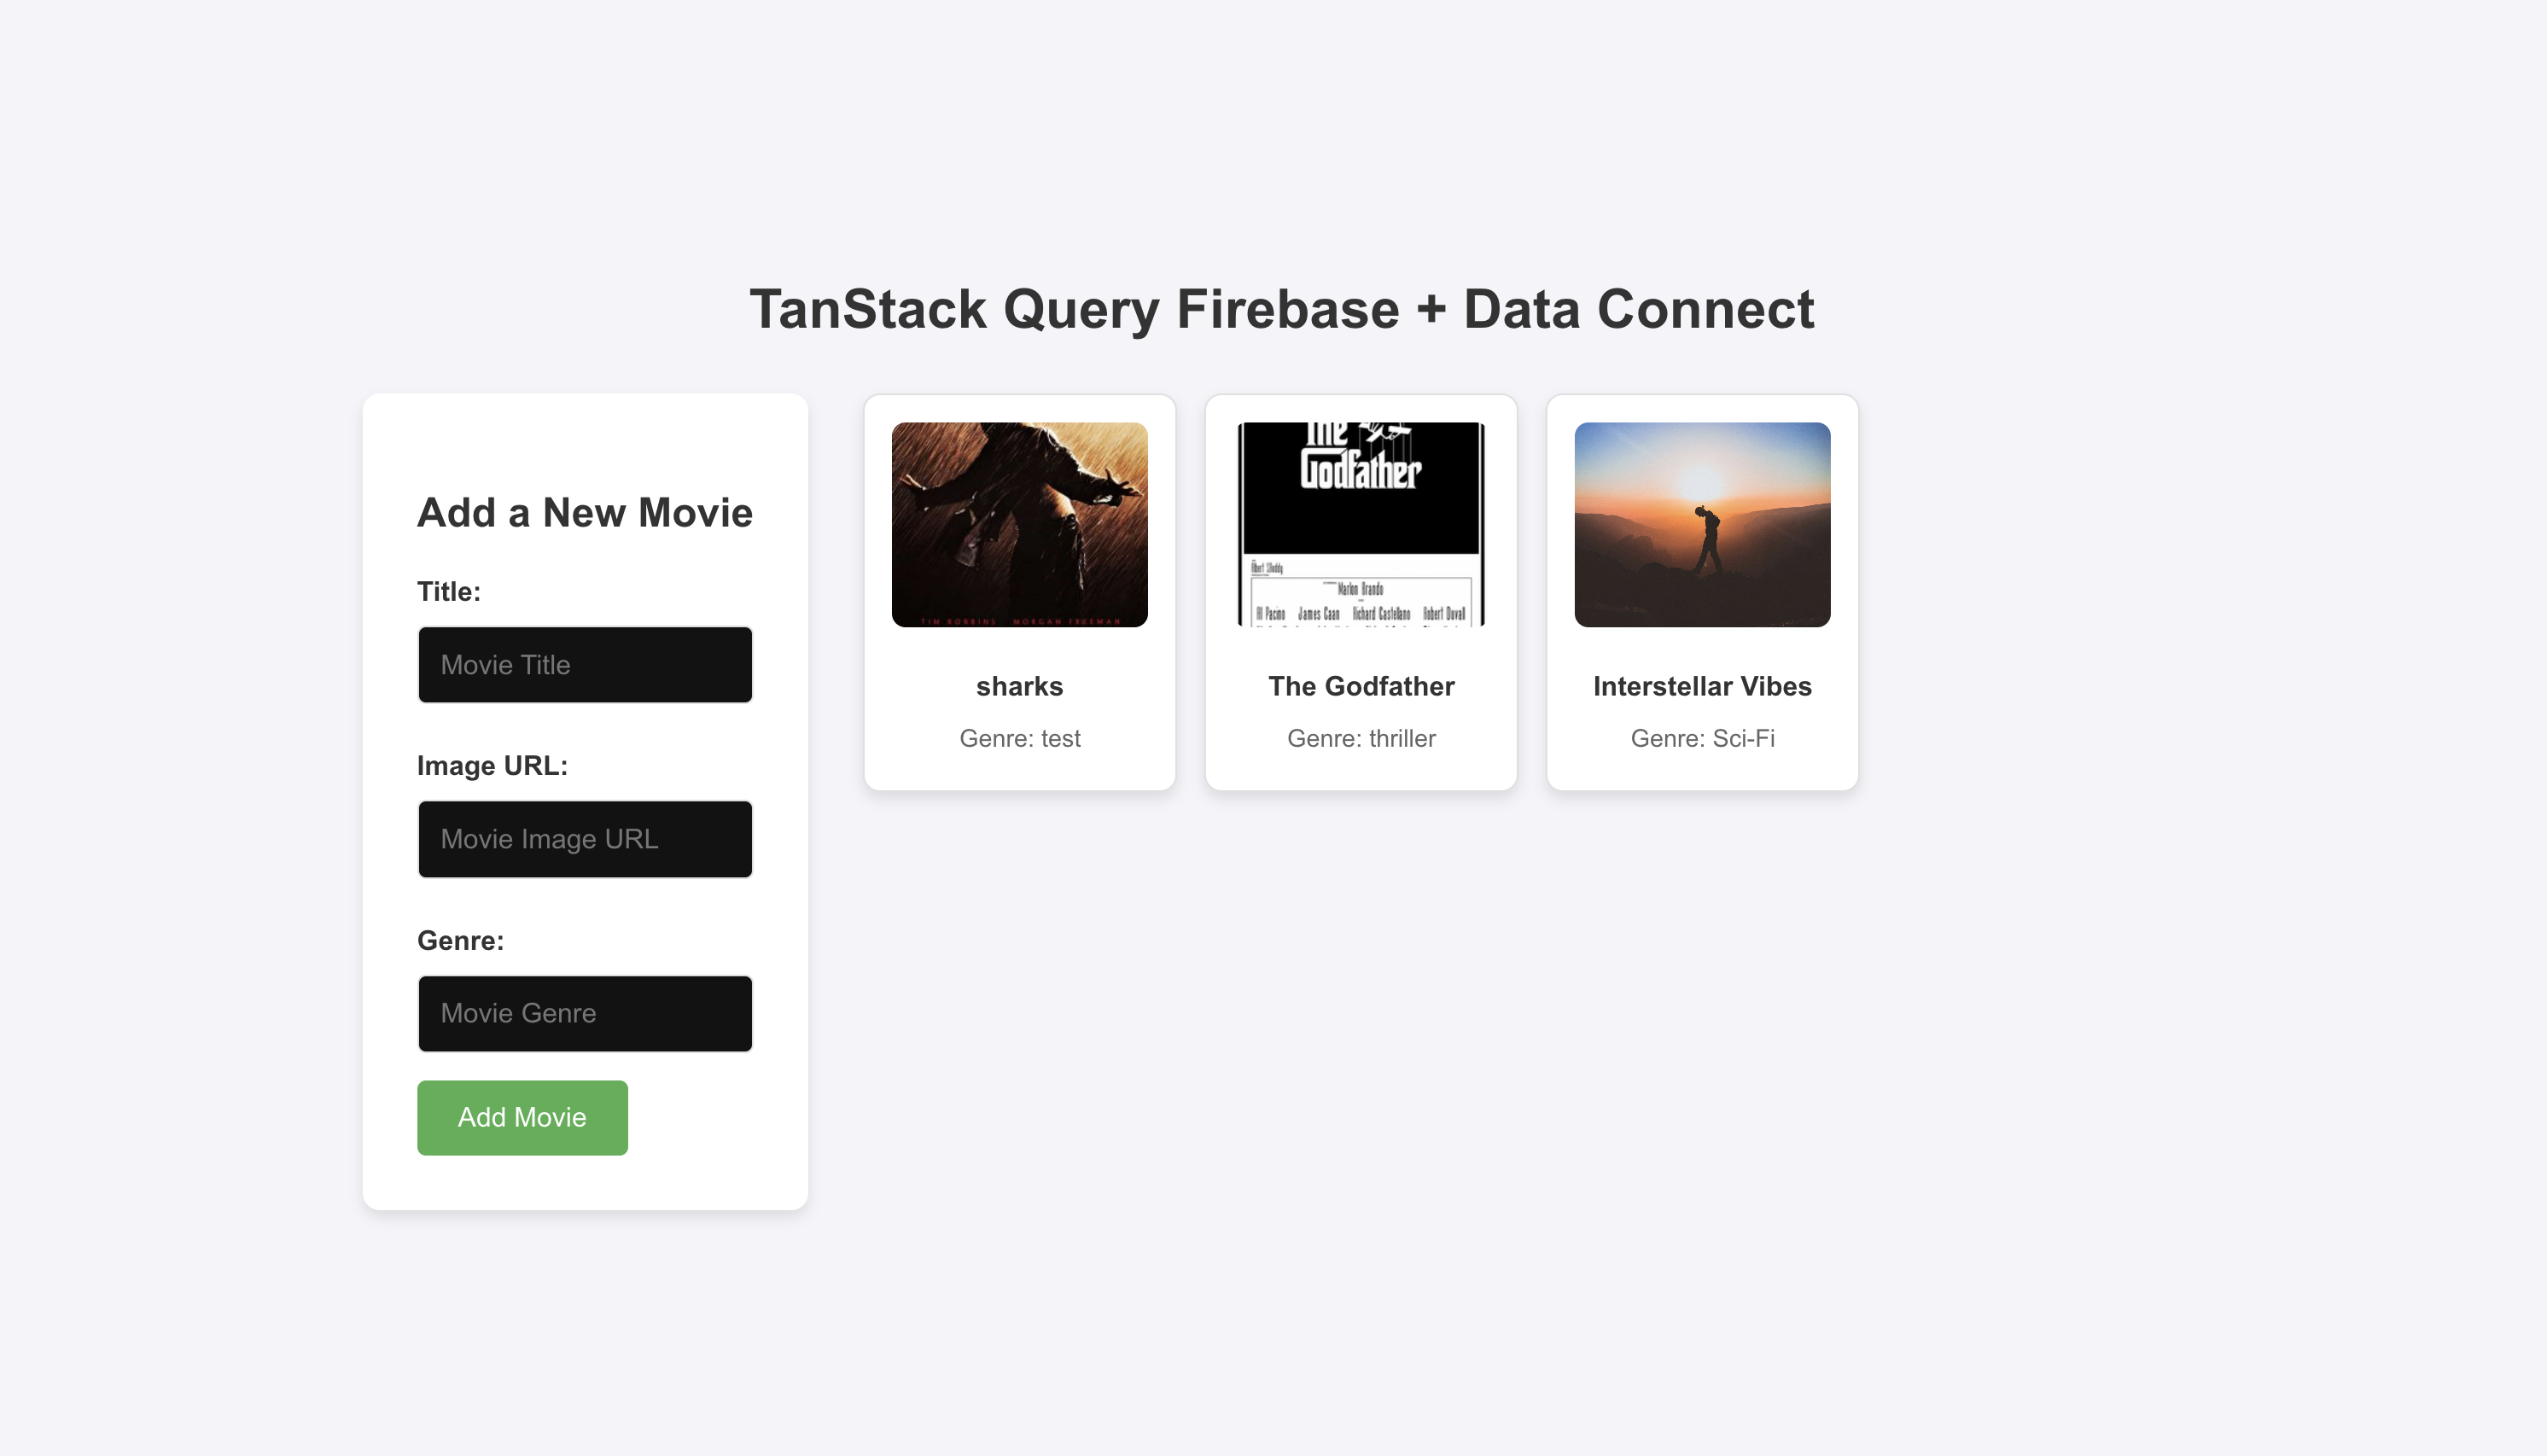 TanStack Query Firebase + Data Connect
Add a New Movie
Title:
Movie Title
Image URL:
Movie Image URL
Genre:
Movie Genre
Add Movie
TIM ROBBINS MORGAN FREEMAN
sharks
Genre: test
The
Godfather
Marlon Brando
Al Pacino James Caan Richard Castellano Robert Duvall
The Godfather
Genre: thriller
Interstellar Vibes
Genre: Sci-Fi